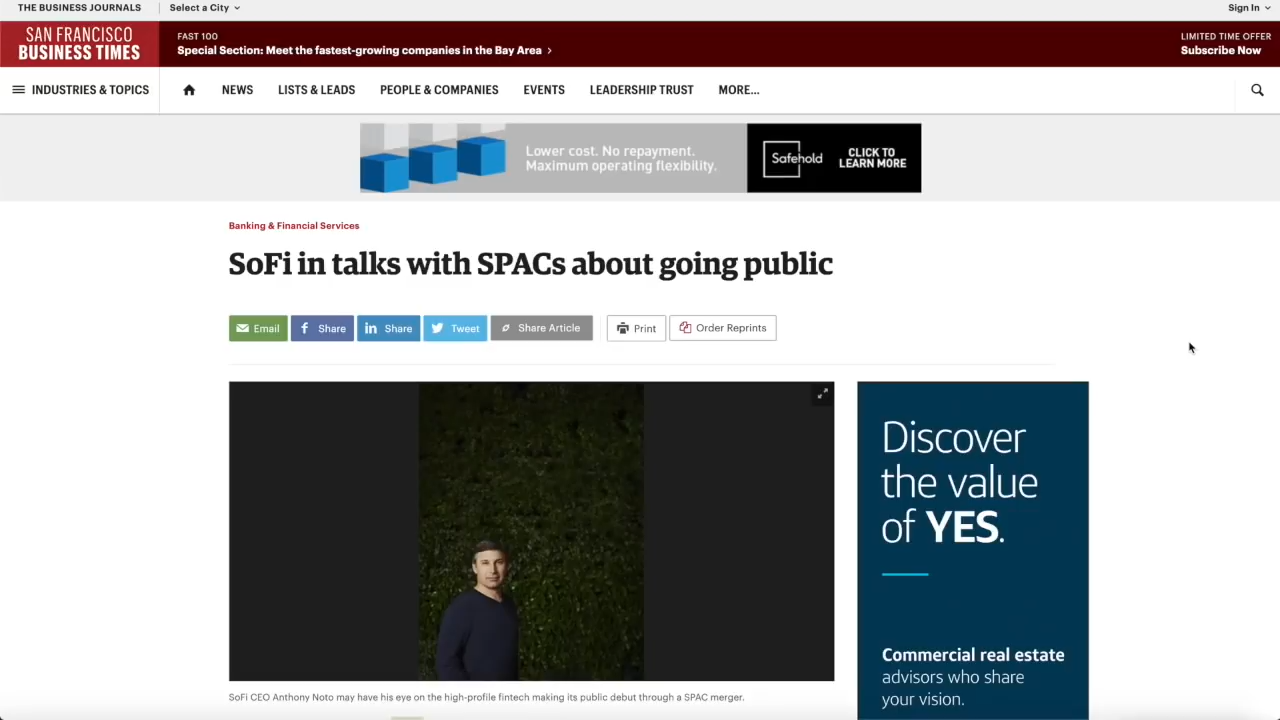 THE BUSINESS JOURNALS
Select a City
Sign In
SAN FRANCISCO
BUSINESS TIMES
FAST 100
Special Section: Meet the fastest-growing companies in the Bay Area
LIMITED TIME OFFER
Subscribe Now
INDUSTRIES & TOPICS
NEWS
LISTS & LEADS
PEOPLE & COMPANIES
EVENTS
LEADERSHIP TRUST
MORE...
Lower cost. No repayment.
Maximum operating flexibility.
Safehold
CLICK TO
LEARN MORE
Banking & Financial Services
SoFi in talks with SPACs about going public
Email
Share
Share
Tweet
Share Article
Print
Order Reprints
Discover
the value
of YES.
Commercial real estate
advisors who share
your vision.
SoFi CEO Anthony Noto may have his eye on the high-profile fintech making its public debut through a SPAC merger.